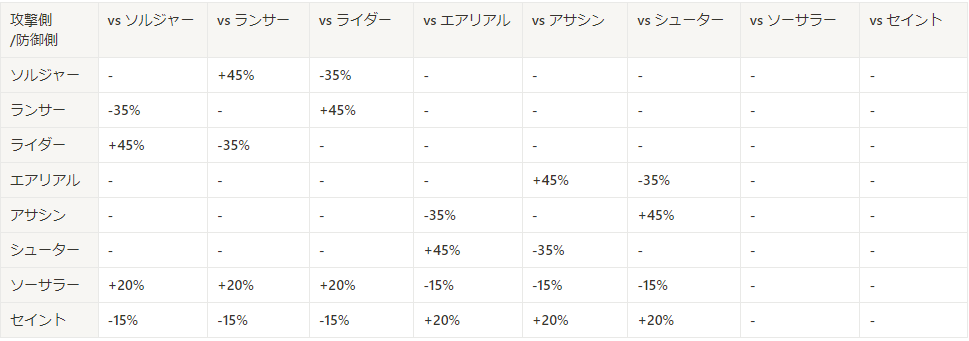 攻撃側 /防御側 vs ソルジャー vs ランサー vs ライダー vs エアリアル vs アサシン vs シューター vs ソーサラー vs セイント
ソルジャー - +45% -35% - - - - -
ランサー -35% - +45% - - - - -
ライダー +45% -35% - - - - - -
エアリアル - - - - +45% -35% - -
アサシン - - - -35% - +45% - -
シューター - - - +45% -35% - - -
ソーサラー +20% +20% +20% -15% -15% -15% - -
セイント -15% -15% -15% +20% +20% +20% - -